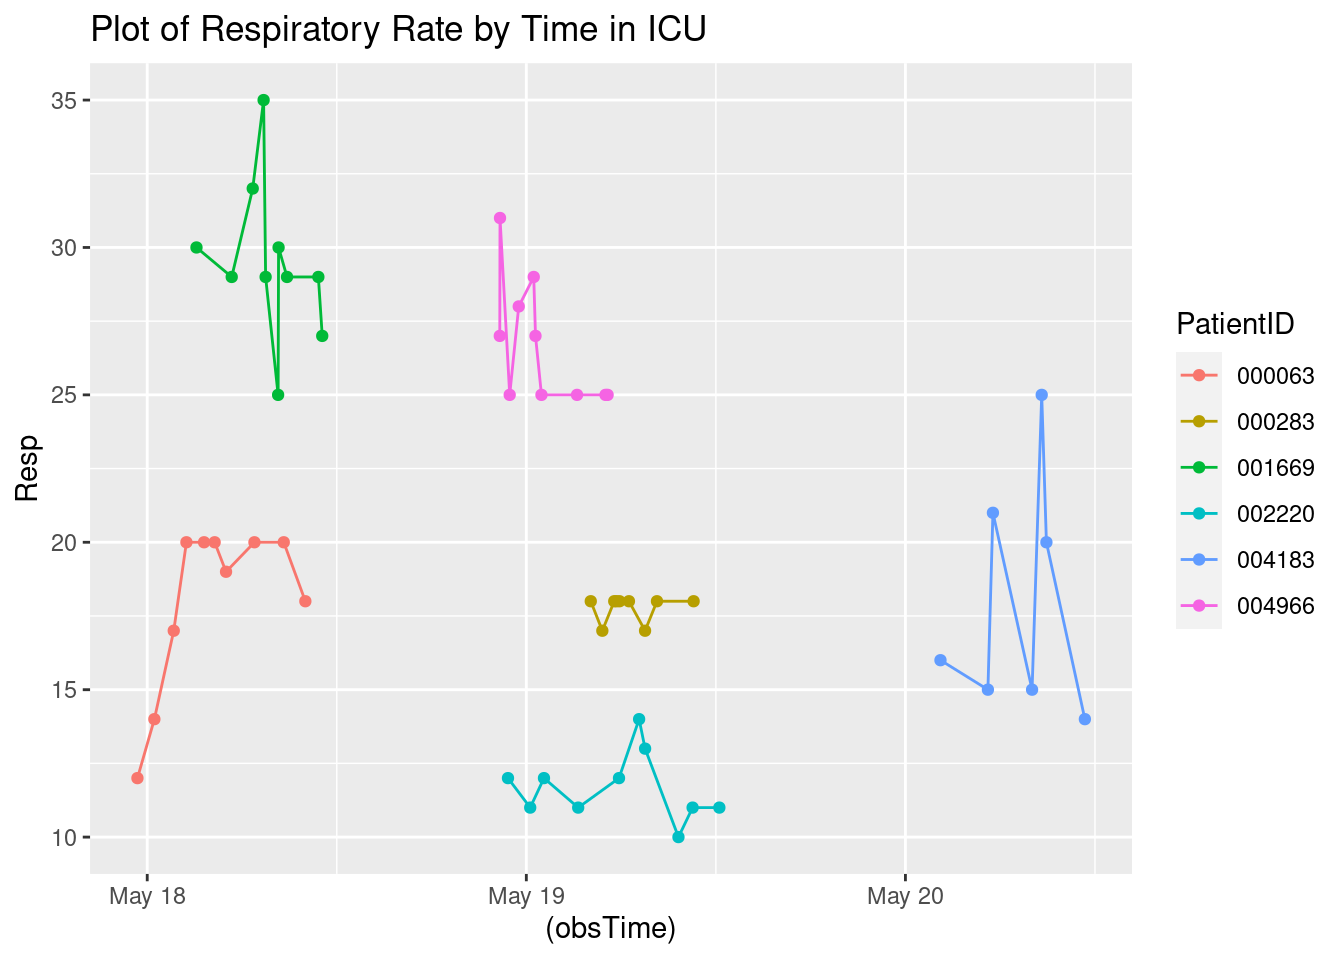 Plot of Respiratory Rate by Time in ICU
35
30
25
20
15
10
Resp
May 18
May 19
May 20
(obsTime)
PatientID
000063
000283
001669
002220
004183
004966